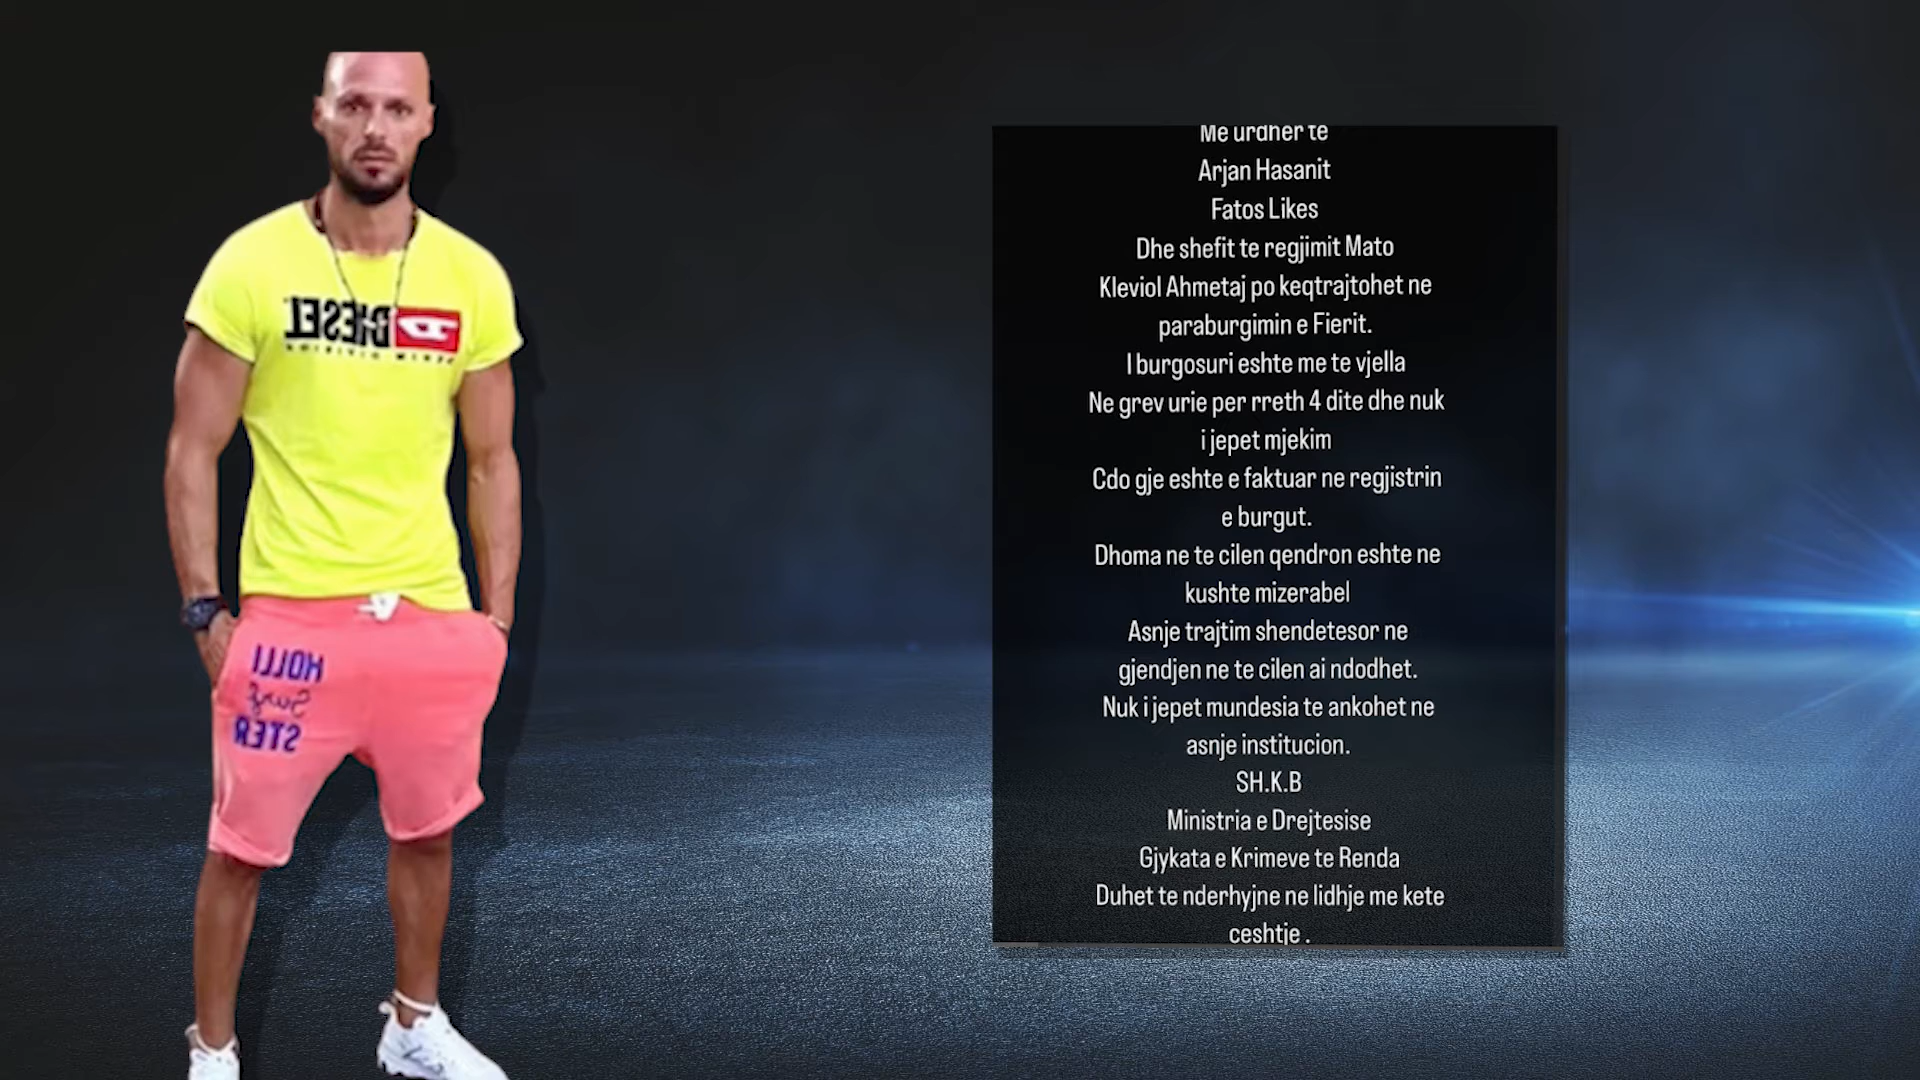 DIESEL
HOLLI
Surf
STER
Me urdher te
Arjan Hasanit
Fatos Likes
Dhe shefit te regjimit Mato
Kleviol Ahmetaj po keqtrajtohet ne
paraburgimin e Fierit.
I burgosuri eshte me te vjella
Ne grev urie per rreth 4 dite dhe nuk
i jepet mjekim
Cdo gje eshte e faktuar ne regjistrin
e burgut.
Dhoma ne te cilen qendron eshte ne
kushte mizerabel
Asnje trajtim shendetesor ne
gjendjen ne te cilen ai ndodhet.
Nuk i jepet mundesia te ankohet ne
asnje institucion.
SH.K.B
Ministria e Drejtesise
Gjykata e Krimeve te Renda
Duhet te nderhyjne ne lidhje me kete
ceshtje .